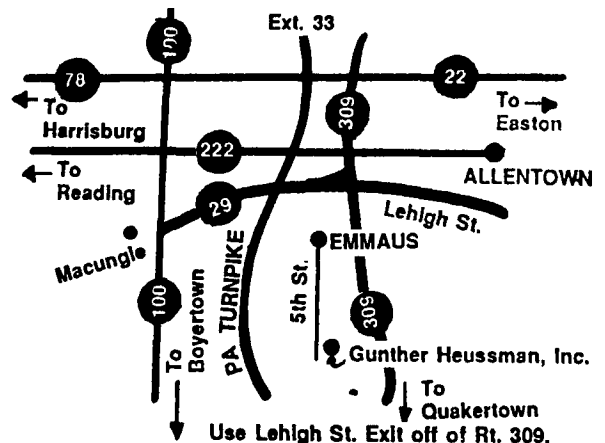 Ext. 33
100
78
22
To
Harrisburg
309
To
Easton
222
To
Reading
ALLENTOWN
29
Lehigh St.
Macungie
EMMAUS
5th St.
PA TURNPIKE
100
To
Boyertown
309
Gunther Heussman, Inc.
To
Quakertown
Use Lehigh St. Exit off of Rt. 309.